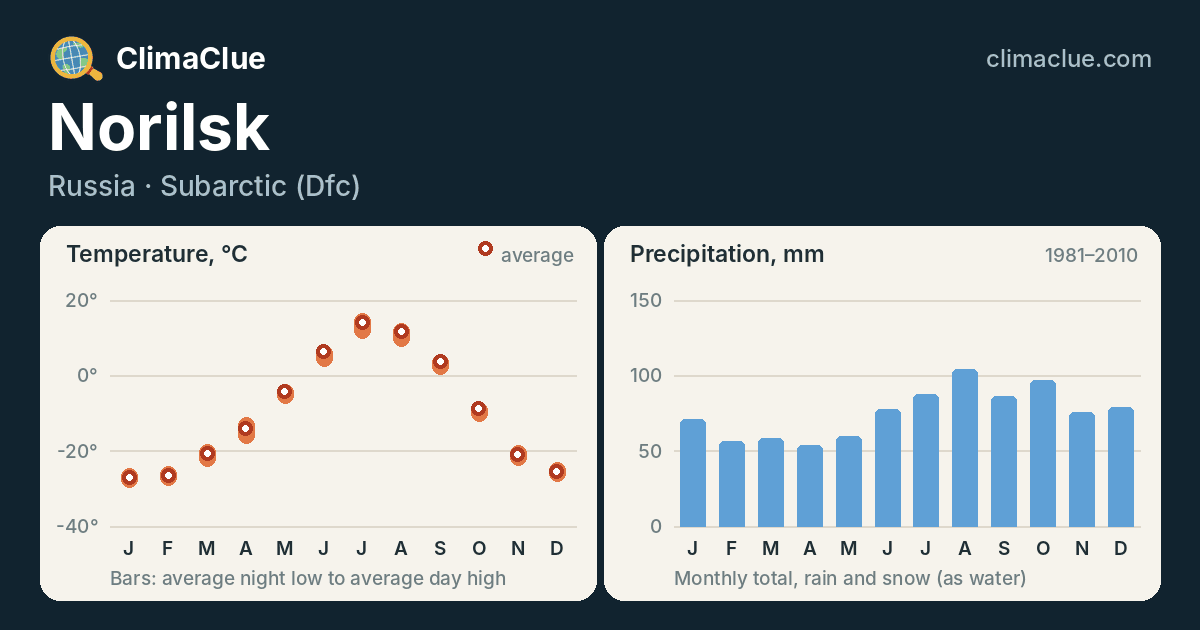 ClimaClue
climaclue.com
Norilsk
Russia · Subarctic (Dfc)
Temperature, °C
average
20°
0°
-20°
-40°
J F M A M J J A S O N D
Bars: average night low to average day high
Precipitation, mm
1981–2010
150
100
50
0
J F M A M J J A S O N D
Monthly total, rain and snow (as water)